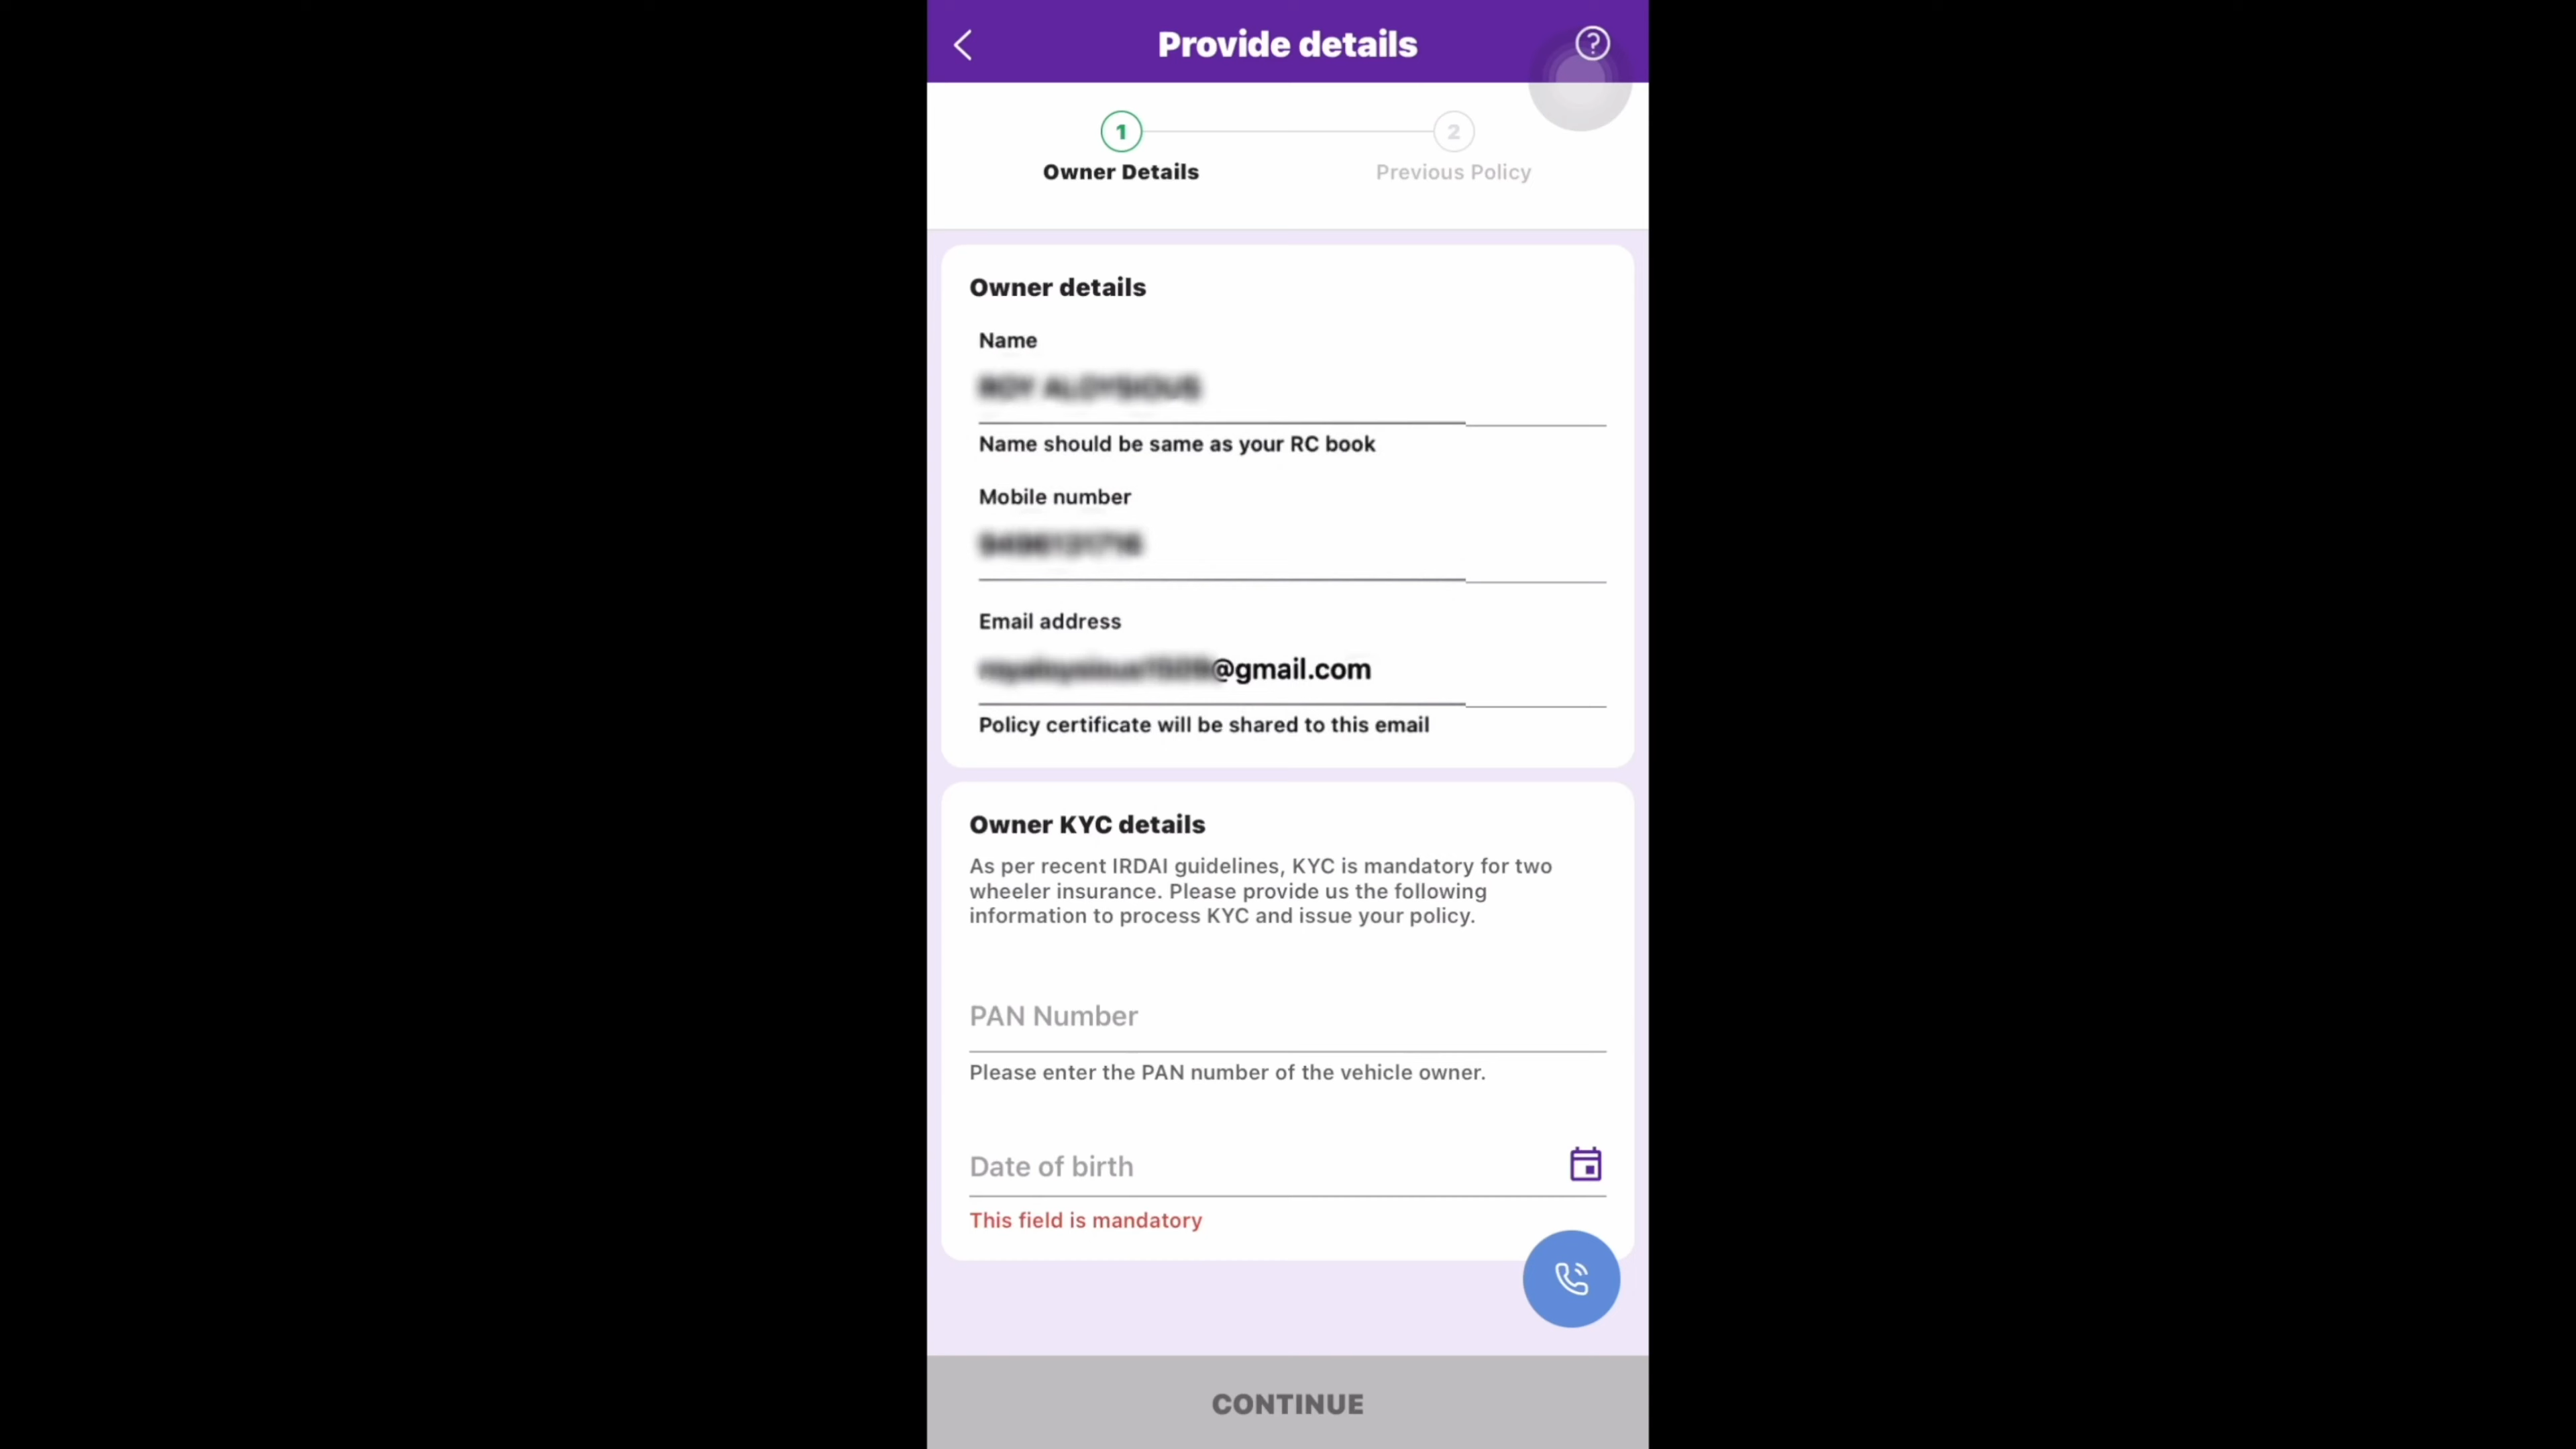 Provide details
?
1
2
Owner Details
Previous Policy
Owner details
Name
Name should be same as your RC book
Mobile number
Email address
@gmail.com
Policy certificate will be shared to this email
Owner KYC details
As per recent IRDAI guidelines, KYC is mandatory for two
wheeler insurance. Please provide us the following
information to process KYC and issue your policy.
PAN Number
Please enter the PAN number of the vehicle owner.
Date of birth
This field is mandatory
CONTINUE